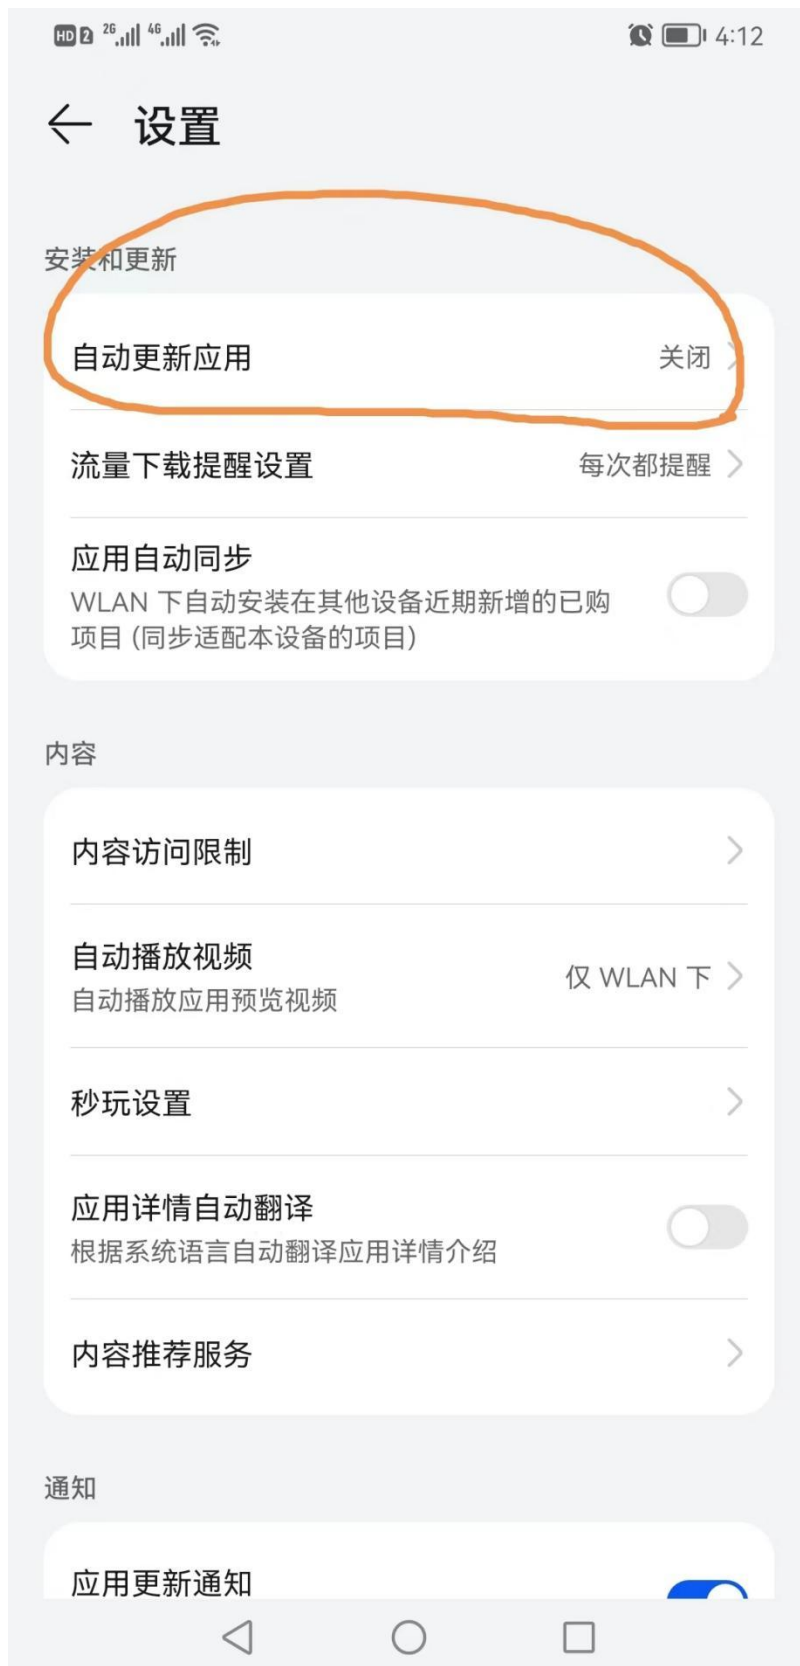 HD 2 2G 4G 4:12
设置
安装和更新
自动更新应用 关闭
流量下载提醒设置 每次都提醒
应用自动同步
WLAN 下自动安装在其他设备近期新增的已购
项目 (同步适配本设备的项目)
内容
内容访问限制
自动播放视频
仅 WLAN 下
自动播放应用预览视频
秒玩设置
应用详情自动翻译
根据系统语言自动翻译应用详情介绍
内容推荐服务
通知
应用更新通知